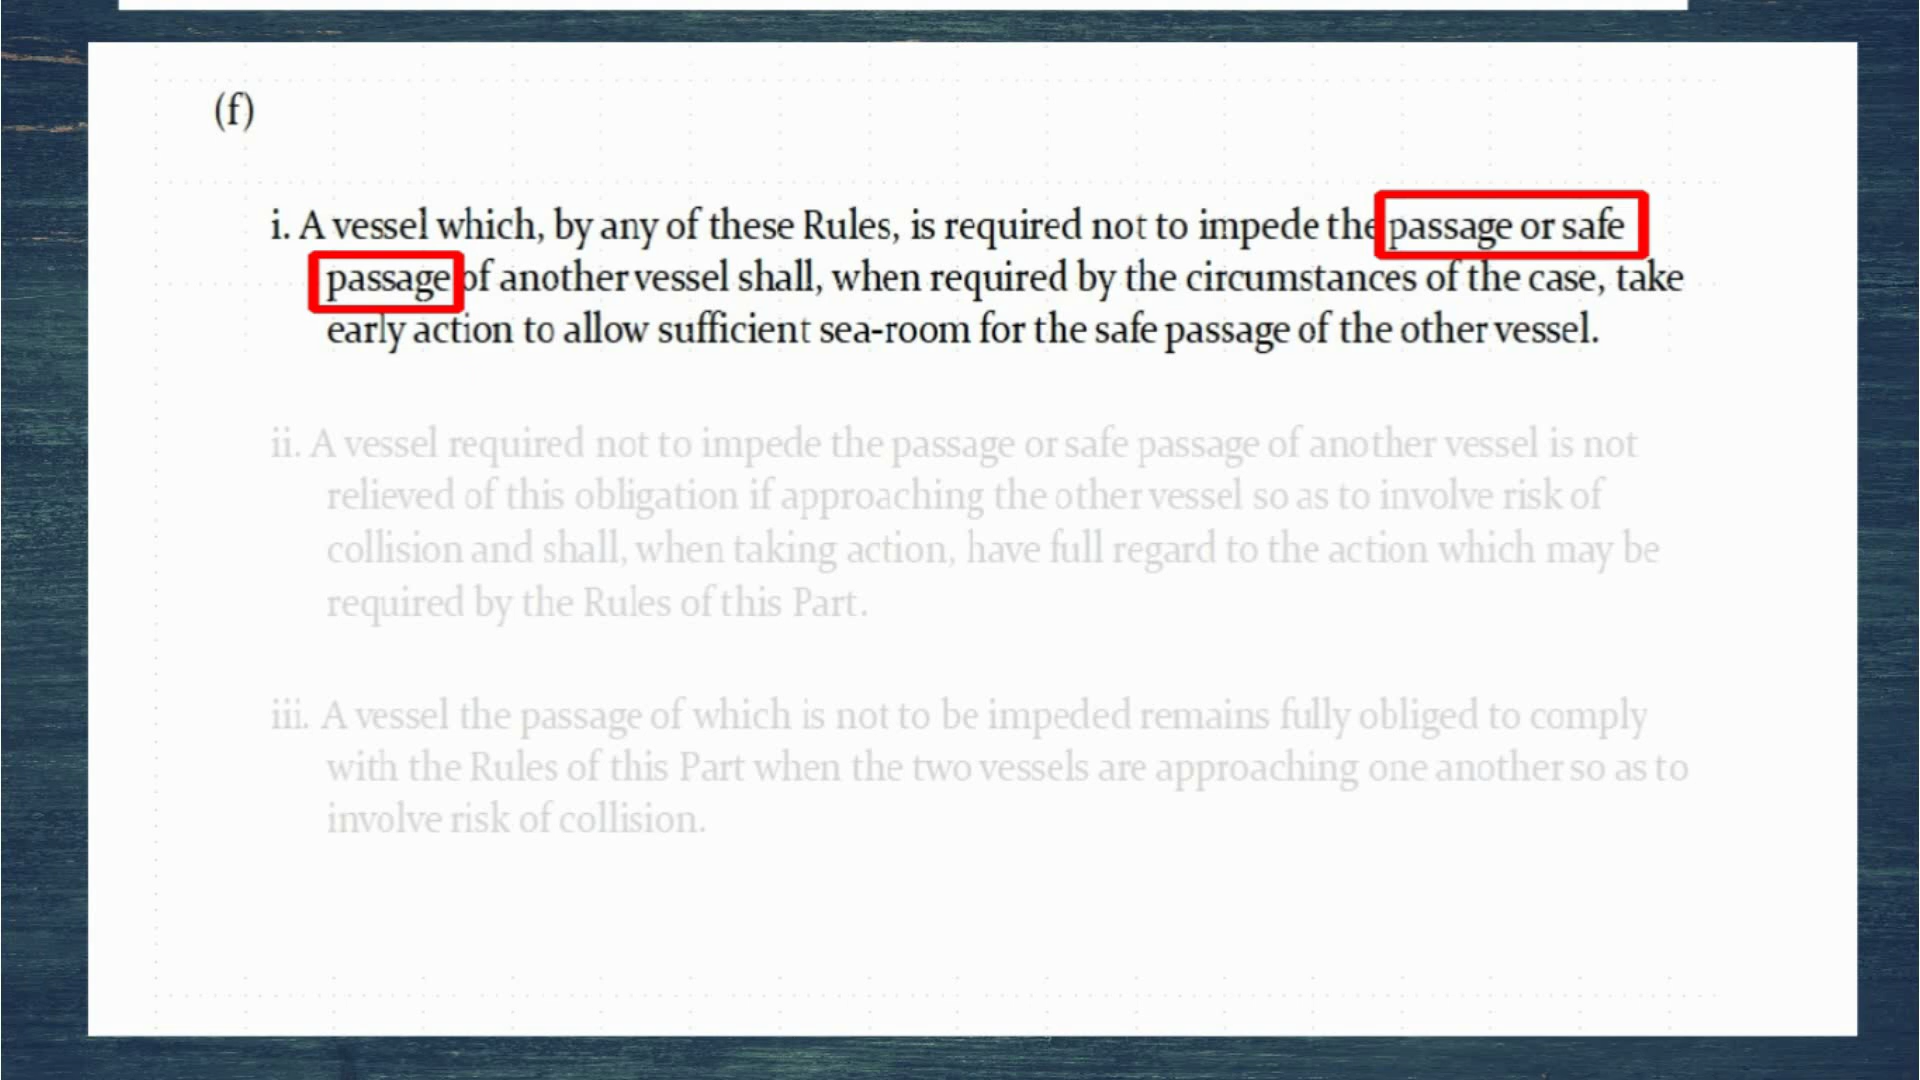 (f)
i. A vessel which, by any of these Rules, is required not to impede the passage or safe
passage of another vessel shall, when required by the circumstances of the case, take
early action to allow sufficient sea-room for the safe passage of the other vessel.
ii. A vessel required not to impede the passage or safe passage of another vessel is not
relieved of this obligation if approaching the other vessel so as to involve risk of
collision and shall, when taking action, have full regard to the action which may be
required by the Rules of this Part.
iii. A vessel the passage of which is not to be impeded remains fully obliged to comply
with the Rules of this Part when the two vessels are approaching one another so as to
involve risk of collision.